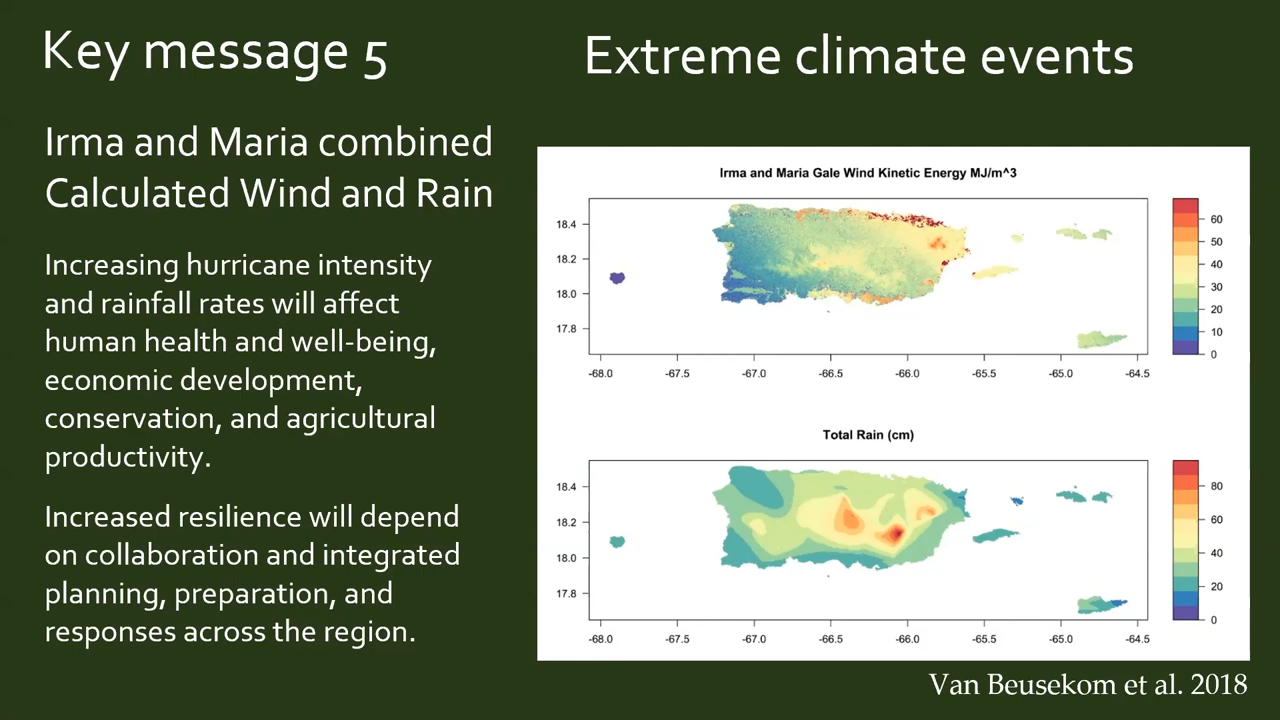 Key message 5
Extreme climate events
Irma and Maria combined
Calculated Wind and Rain
Increasing hurricane intensity
and rainfall rates will affect
human health and well-being,
economic development,
conservation, and agricultural
productivity.
Increased resilience will depend
on collaboration and integrated
planning, preparation, and
responses across the region.
Irma and Maria Gale Wind Kinetic Energy MJ/m^3
18.4
18.2
18.0
17.8
-68.0 -67.5 -67.0 -66.5 -66.0 -65.5 -65.0 -64.5
60
50
40
30
20
10
0
Total Rain (cm)
18.4
18.2
18.0
17.8
-68.0 -67.5 -67.0 -66.5 -66.0 -65.5 -65.0 -64.5
80
60
40
20
0
Van Beusekom et al. 2018